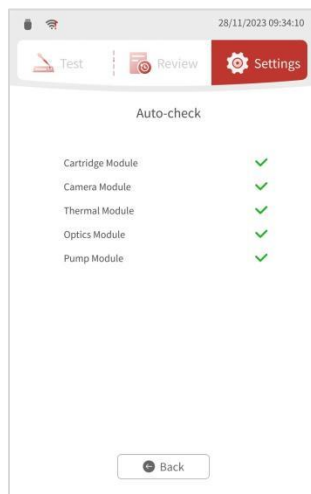 28/11/2023 09:34:10
Test Review Settings
Auto-check
Cartridge Module
Camera Module
Thermal Module
Optics Module
Pump Module
Back